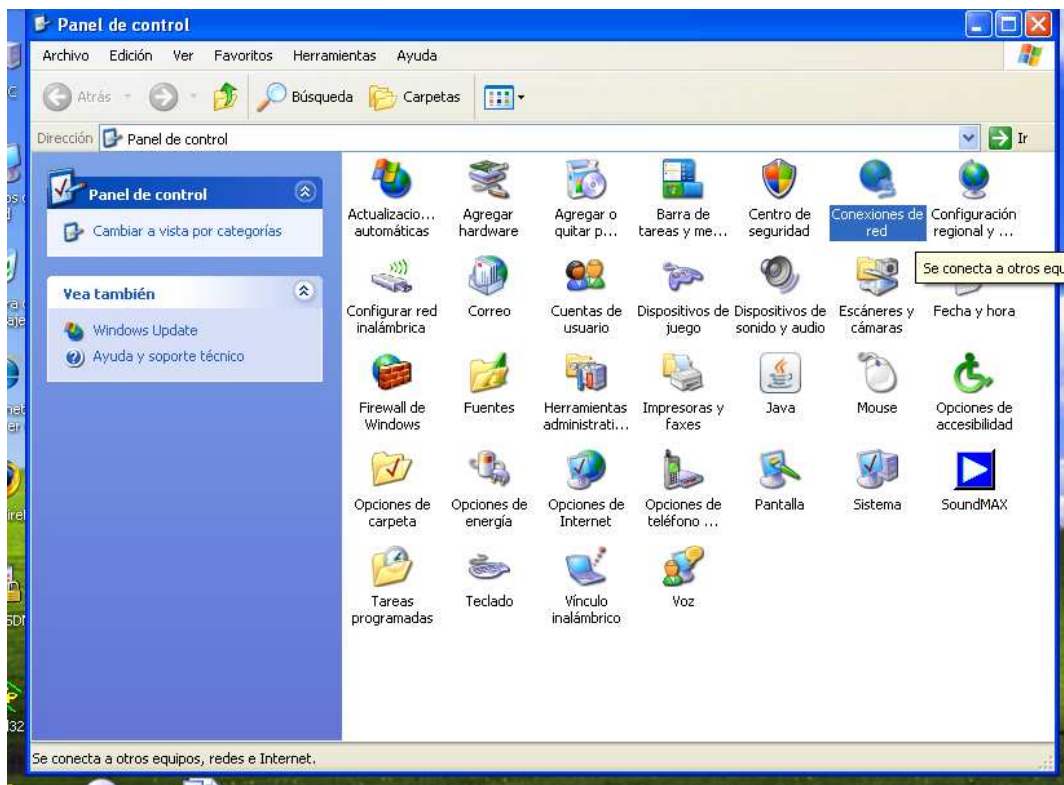 Panel de control
Archivo Edición Ver Favoritos Herramientas Ayuda
Atrás Búsqueda Carpetas
Dirección Panel de control Ir
Panel de control
Cambiar a vista por categorías
Vea también
Windows Update
Ayuda y soporte técnico
Actualizacio... Agregar Agregar o Barra de Centro de Conexiones de Configuración
automáticas hardware quitar p... tareas y me... seguridad red regional y ...
Se conecta a otros equ
Configurar red Correo Cuentas de Dispositivos de Dispositivos de Escáneres y Fecha y hora
inalámbrica usuario juego sonido y audio cámaras
Firewall de Fuentes Herramientas Impresoras y Java Mouse Opciones de
Windows administrati... faxes accesibilidad
Opciones de Opciones de Opciones de Opciones de Pantalla Sistema SoundMAX
carpeta energía Internet teléfono ...
Tareas Teclado Vínculo Voz
programadas inalámbrico
Se conecta a otros equipos, redes e Internet.